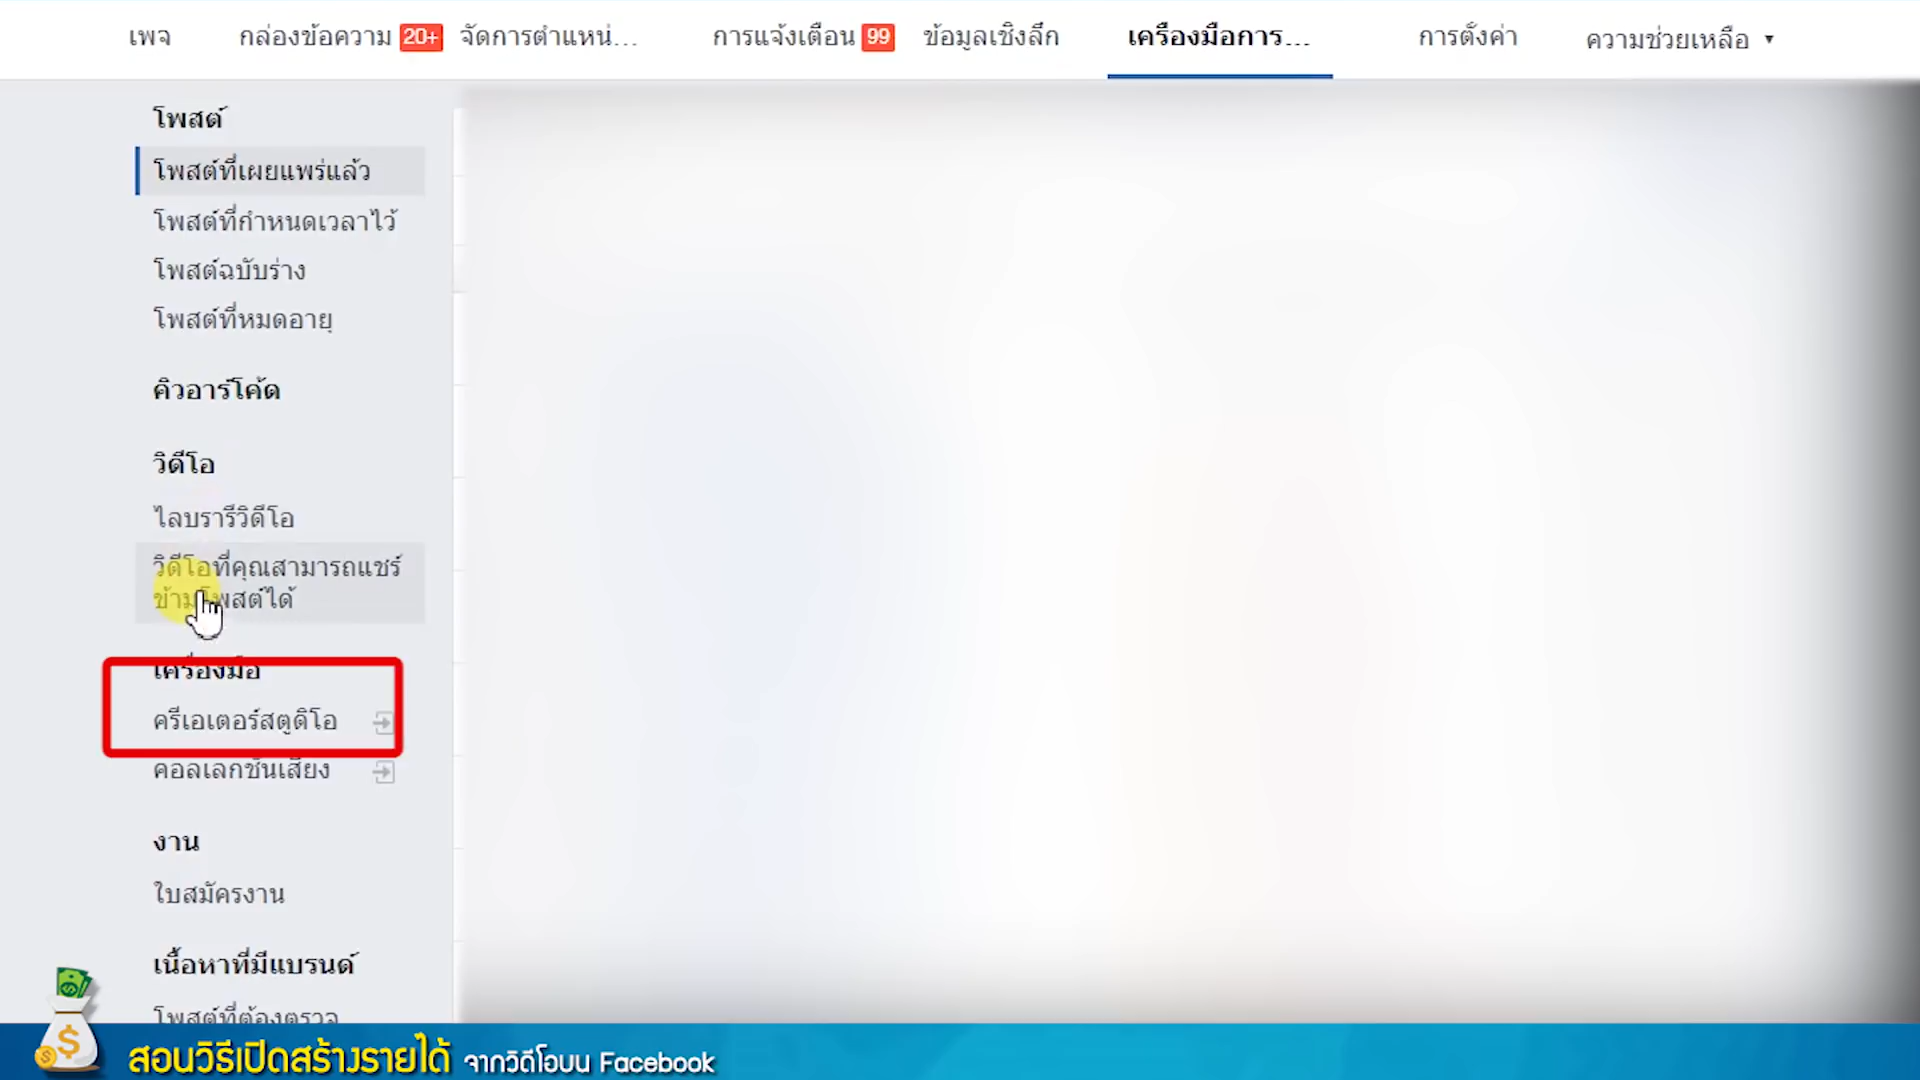 เพจ
กล่องข้อความ 20+
จัดการตำแหน่...
การแจ้งเตือน 99
ข้อมูลเชิงลึก
เครื่องมือการ...
การตั้งค่า
ความช่วยเหลือ
โพสต์
โพสต์ที่เผยแพร่แล้ว
โพสต์ที่กำหนดเวลาไว้
โพสต์ฉบับร่าง
โพสต์ที่หมดอายุ
คิวอาร์โค้ด
วิดีโอ
ไลบรารีวิดีโอ
วิดีโอที่คุณสามารถแชร์
ข้ามโพสต์ได้
เครื่องมือ
ครีเอเตอร์สตูดิโอ
คอลเลกชั่นเสียง
งาน
ใบสมัครงาน
เนื้อหาที่มีแบรนด์
โพสต์ที่ต้องตรวจ
สอนวิธีเปิดสร้างรายได้ จากวิดีโอบน Facebook